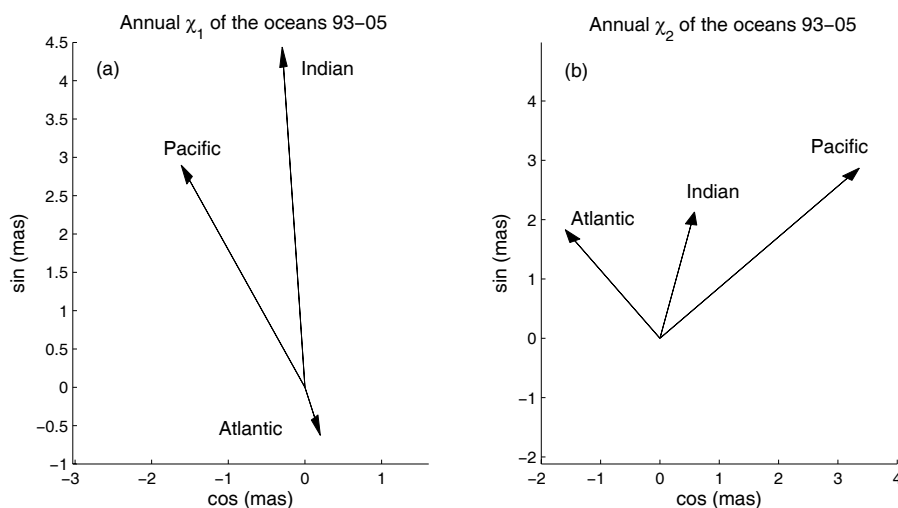 Annual χ1 of the oceans 93−05
(a)
4.5
4
3.5
3
2.5
2
1.5
1
0.5
0
−0.5
−1
sin (mas)
Indian
Pacific
Atlantic
−3 −2 −1 0 1
cos (mas)
Annual χ2 of the oceans 93−05
(b)
4
3
2
1
0
−1
−2
sin (mas)
Pacific
Indian
Atlantic
−2 −1 0 1 2 3 4
cos (mas)